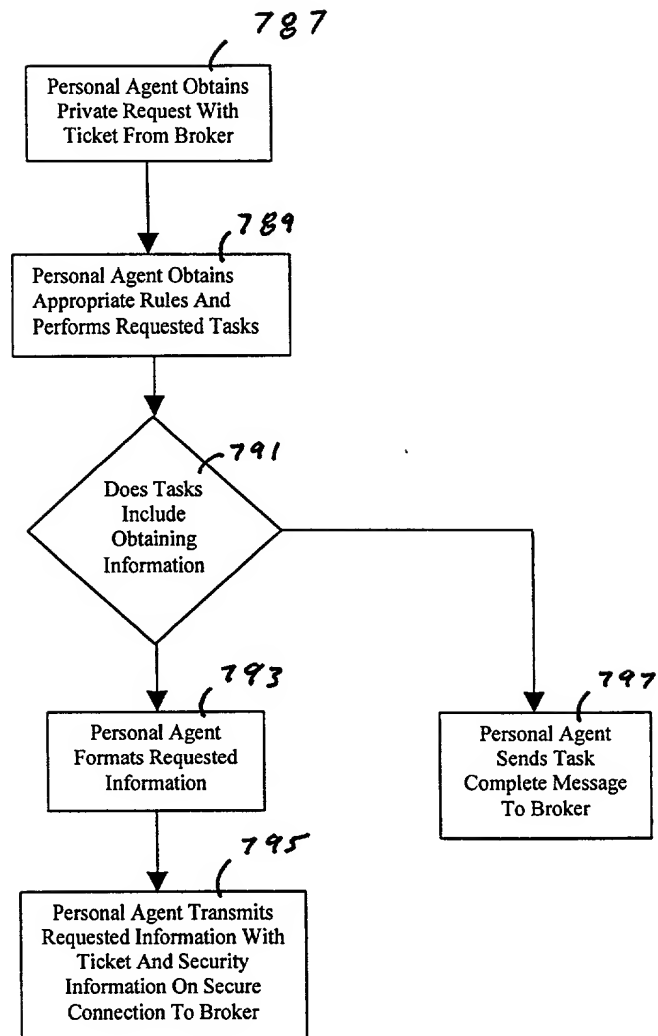 787
Personal Agent Obtains
Private Request With
Ticket From Broker
789
Personal Agent Obtains
Appropriate Rules And
Performs Requested Tasks
791
Does Tasks
Include
Obtaining
Information
793
Personal Agent
Formats Requested
Information
797
Personal Agent
Sends Task
Complete Message
To Broker
795
Personal Agent Transmits
Requested Information With
Ticket And Security
Information On Secure
Connection To Broker